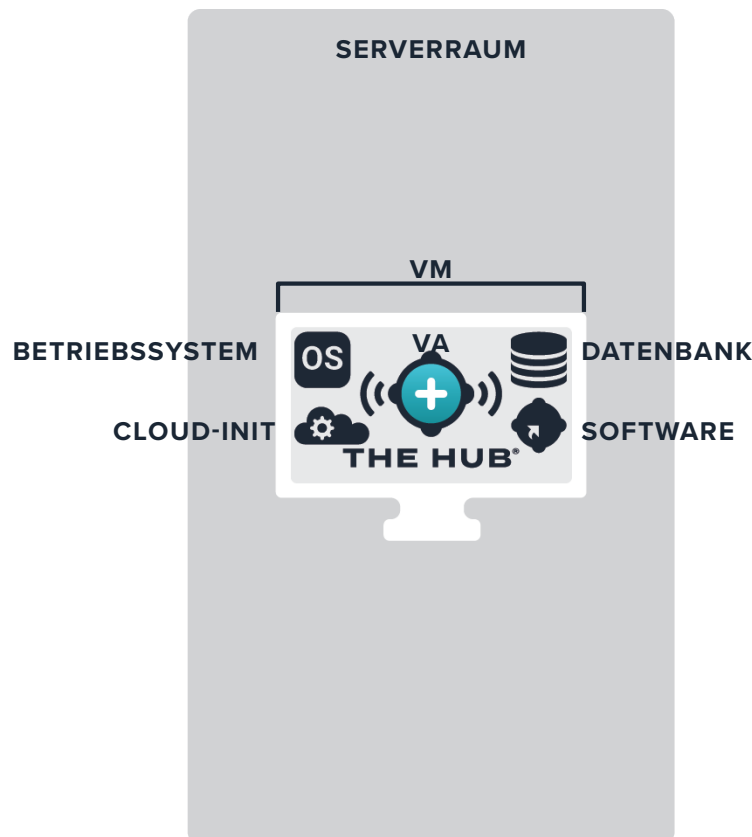 SERVERRAUM
VM
VA
BETRIEBSSYSTEM
OS
DATENBANK
CLOUD-INIT
SOFTWARE
THE HUB®